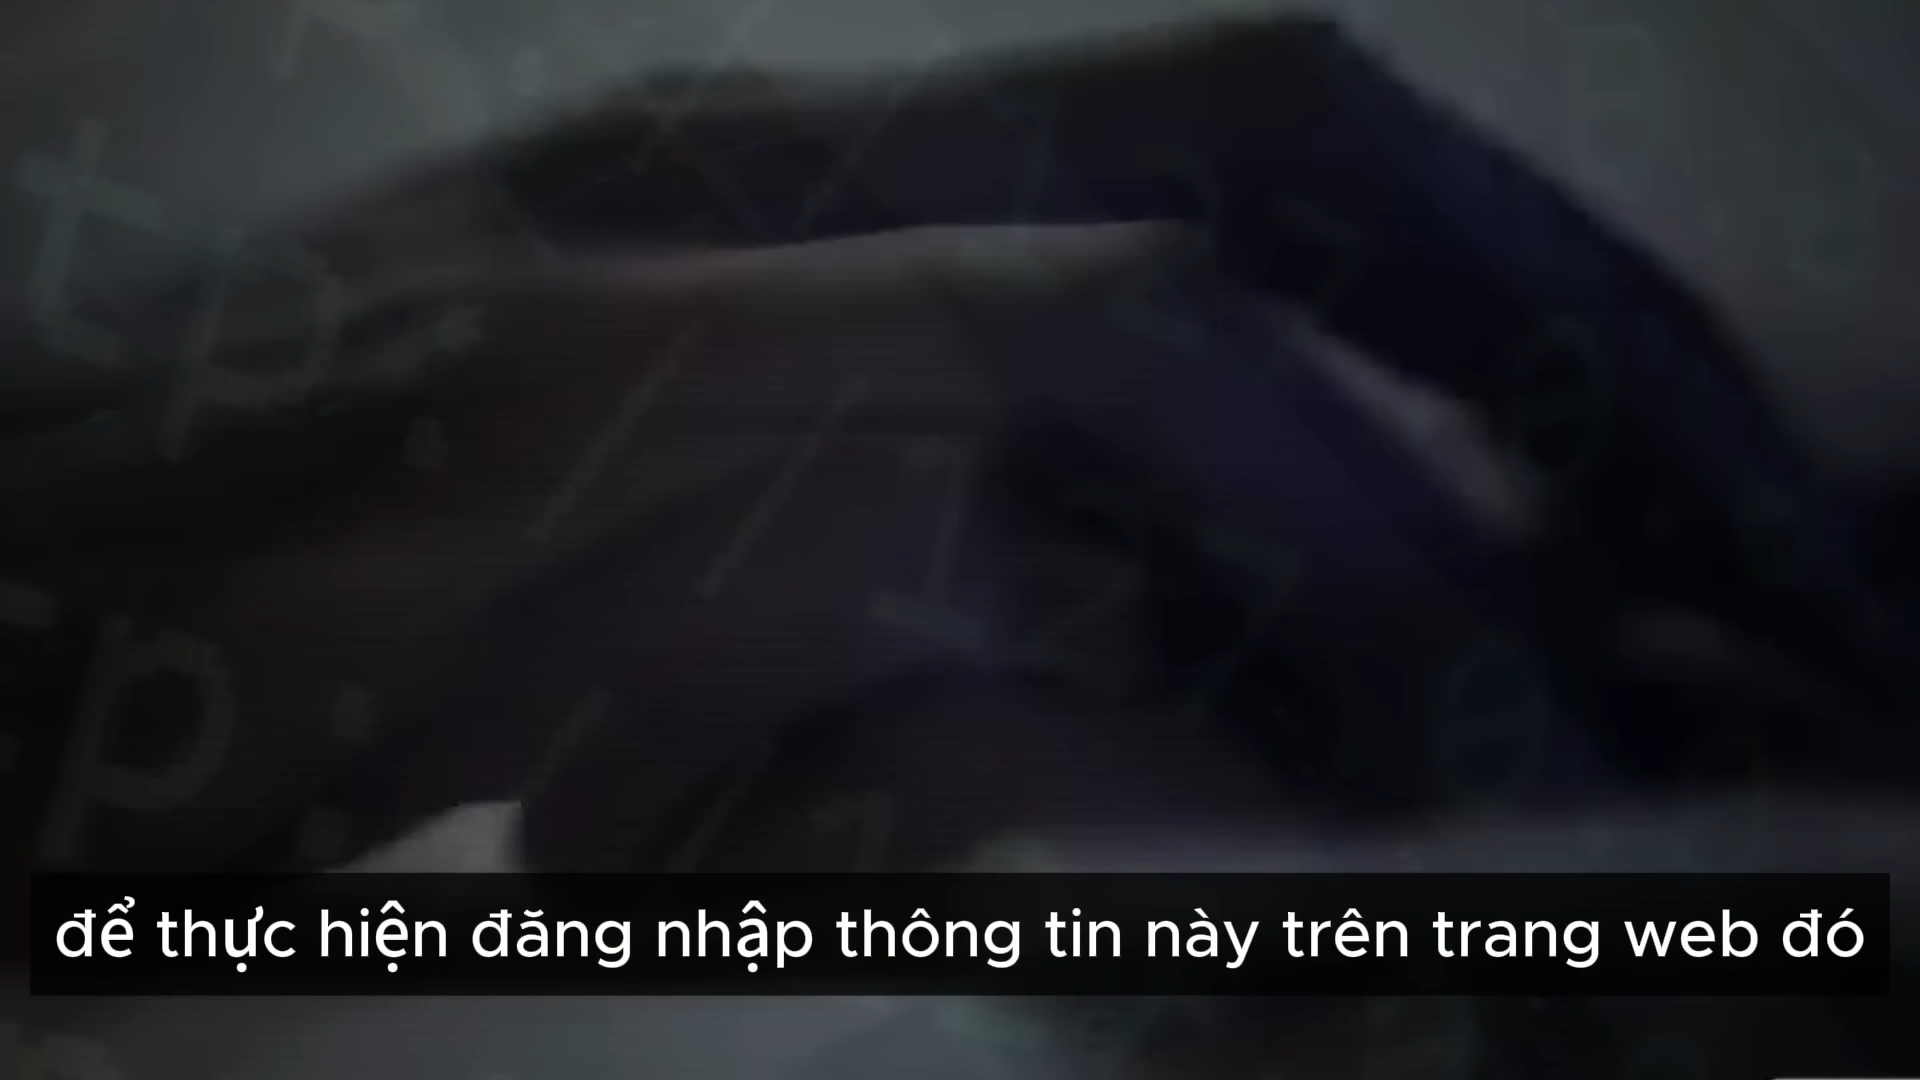 để thực hiện đăng nhập thông tin này trên trang web đó